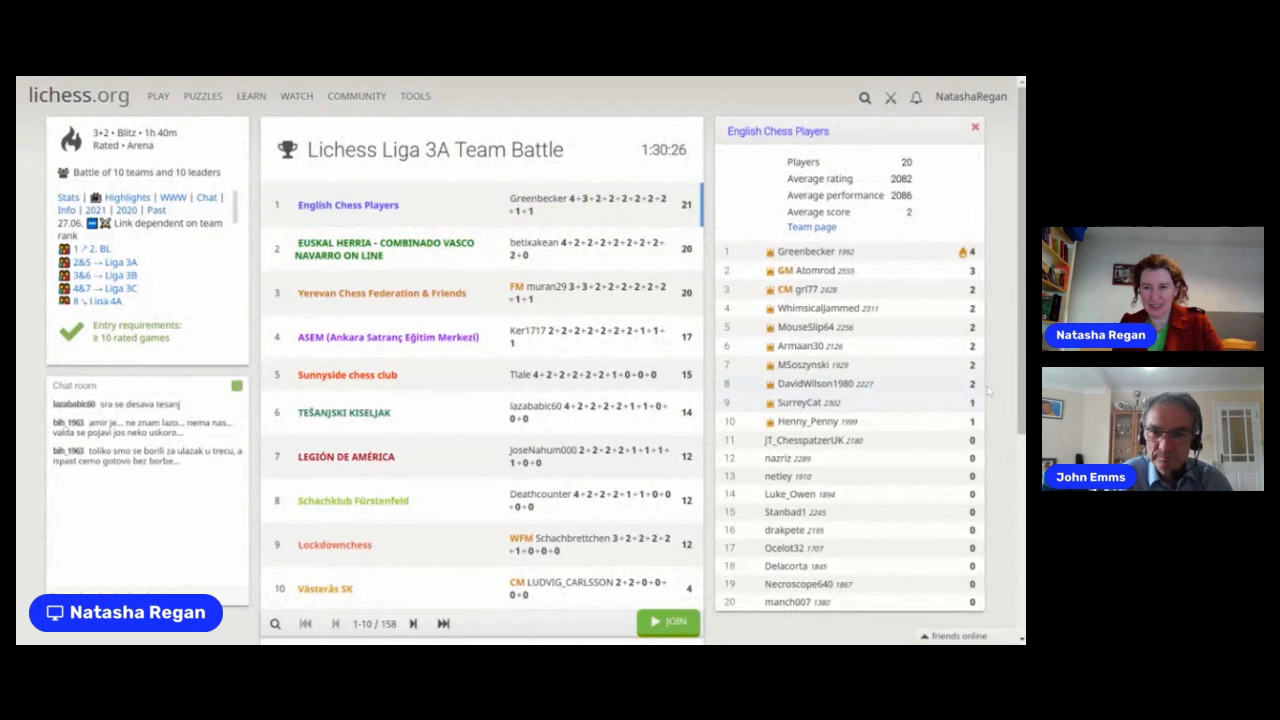 lichess.org PLAY PUZZLES LEARN WATCH COMMUNITY TOOLS NatashaRegan
3+2 • Blitz • 1h 40m
Rated • Arena
Battle of 10 teams and 10 leaders
Stats | Highlights | WWW | Chat |
Info | 2021 | 2020 | Past
27.06. Link dependent on team
rank
1↗ 2. BL
2&5 → Liga 3A
3&6 → Liga 3B
4&7 → Liga 3C
8 ↘ Liga 4A
Entry requirements:
≥ 10 rated games
Chat room
lazababic60 sra se desava tesanj
bih_1963 amir je... ne znam lazo... nema nas...
valda se pojavi jos neko uskoro...
bih_1963 toliko smo se borili za ulazak u trecu, a
ispast cemo gotovo bez borbe...
Natasha Regan
Lichess Liga 3A Team Battle 1:30:26
1 English Chess Players Greenbecker 4+3+2+2+2+2+2+2
+1+1 21
2 EUSKAL HERRIA - COMBINADO VASCO
NAVARRO ON LINE betixakean 4+2+2+2+2+2+2+2+
2+0 20
3 Yerevan Chess Federation & Friends FM muran29 3+3+2+2+2+2+2+2
+1+1 20
4 ASEM (Ankara Satranç Eğitim Merkezi) Ker1717 2+2+2+2+2+2+2+1+1+
1 17
5 Sunnyside chess club Tlale 4+2+2+2+2+2+1+0+0+0 15
6 TEŠANJSKI KISELJAK lazababic60 4+2+2+2+2+1+1+0+
0+0 14
7 LEGIÓN DE AMÉRICA JoseNahum000 2+2+2+2+1+1+1+
1+0+0 12
8 Schachklub Fürstenfeld Deathcounter 4+2+2+2+1+1+0+0
+0+0 12
9 Lockdownchess WFM Schachbrettchen 3+2+2+2+2
+1+0+0+0 12
10 Västerås SK CM LUDVIG_CARLSSON 2+2+0+0+
0+0 4
1-10 / 158 JOIN
English Chess Players
Players 20
Average rating 2082
Average performance 2086
Average score 2
Team page
1 Greenbecker 1992 4
2 GM Atomrod 2555 3
3 CM grl77 2428 2
4 WhimsicalJammed 2311 2
5 MouseSlip64 2256 2
6 Armaan30 2126 2
7 MSoszynski 1929 2
8 DavidWilson1980 2227 2
9 SurreyCat 2302 1
10 Henny_Penny 1999 1
11 JT_ChesspatzerUK 2180 0
12 nazriz 2289 0
13 netley 1910 0
14 Luke_Owen 1894 0
15 Stanbad1 2245 0
16 drakpete 2195 0
17 Ocelot32 1707 0
18 Delacorta 1845 0
19 Necroscope640 1867 0
20 manch007 1380 0
friends online
Natasha Regan
John Emms